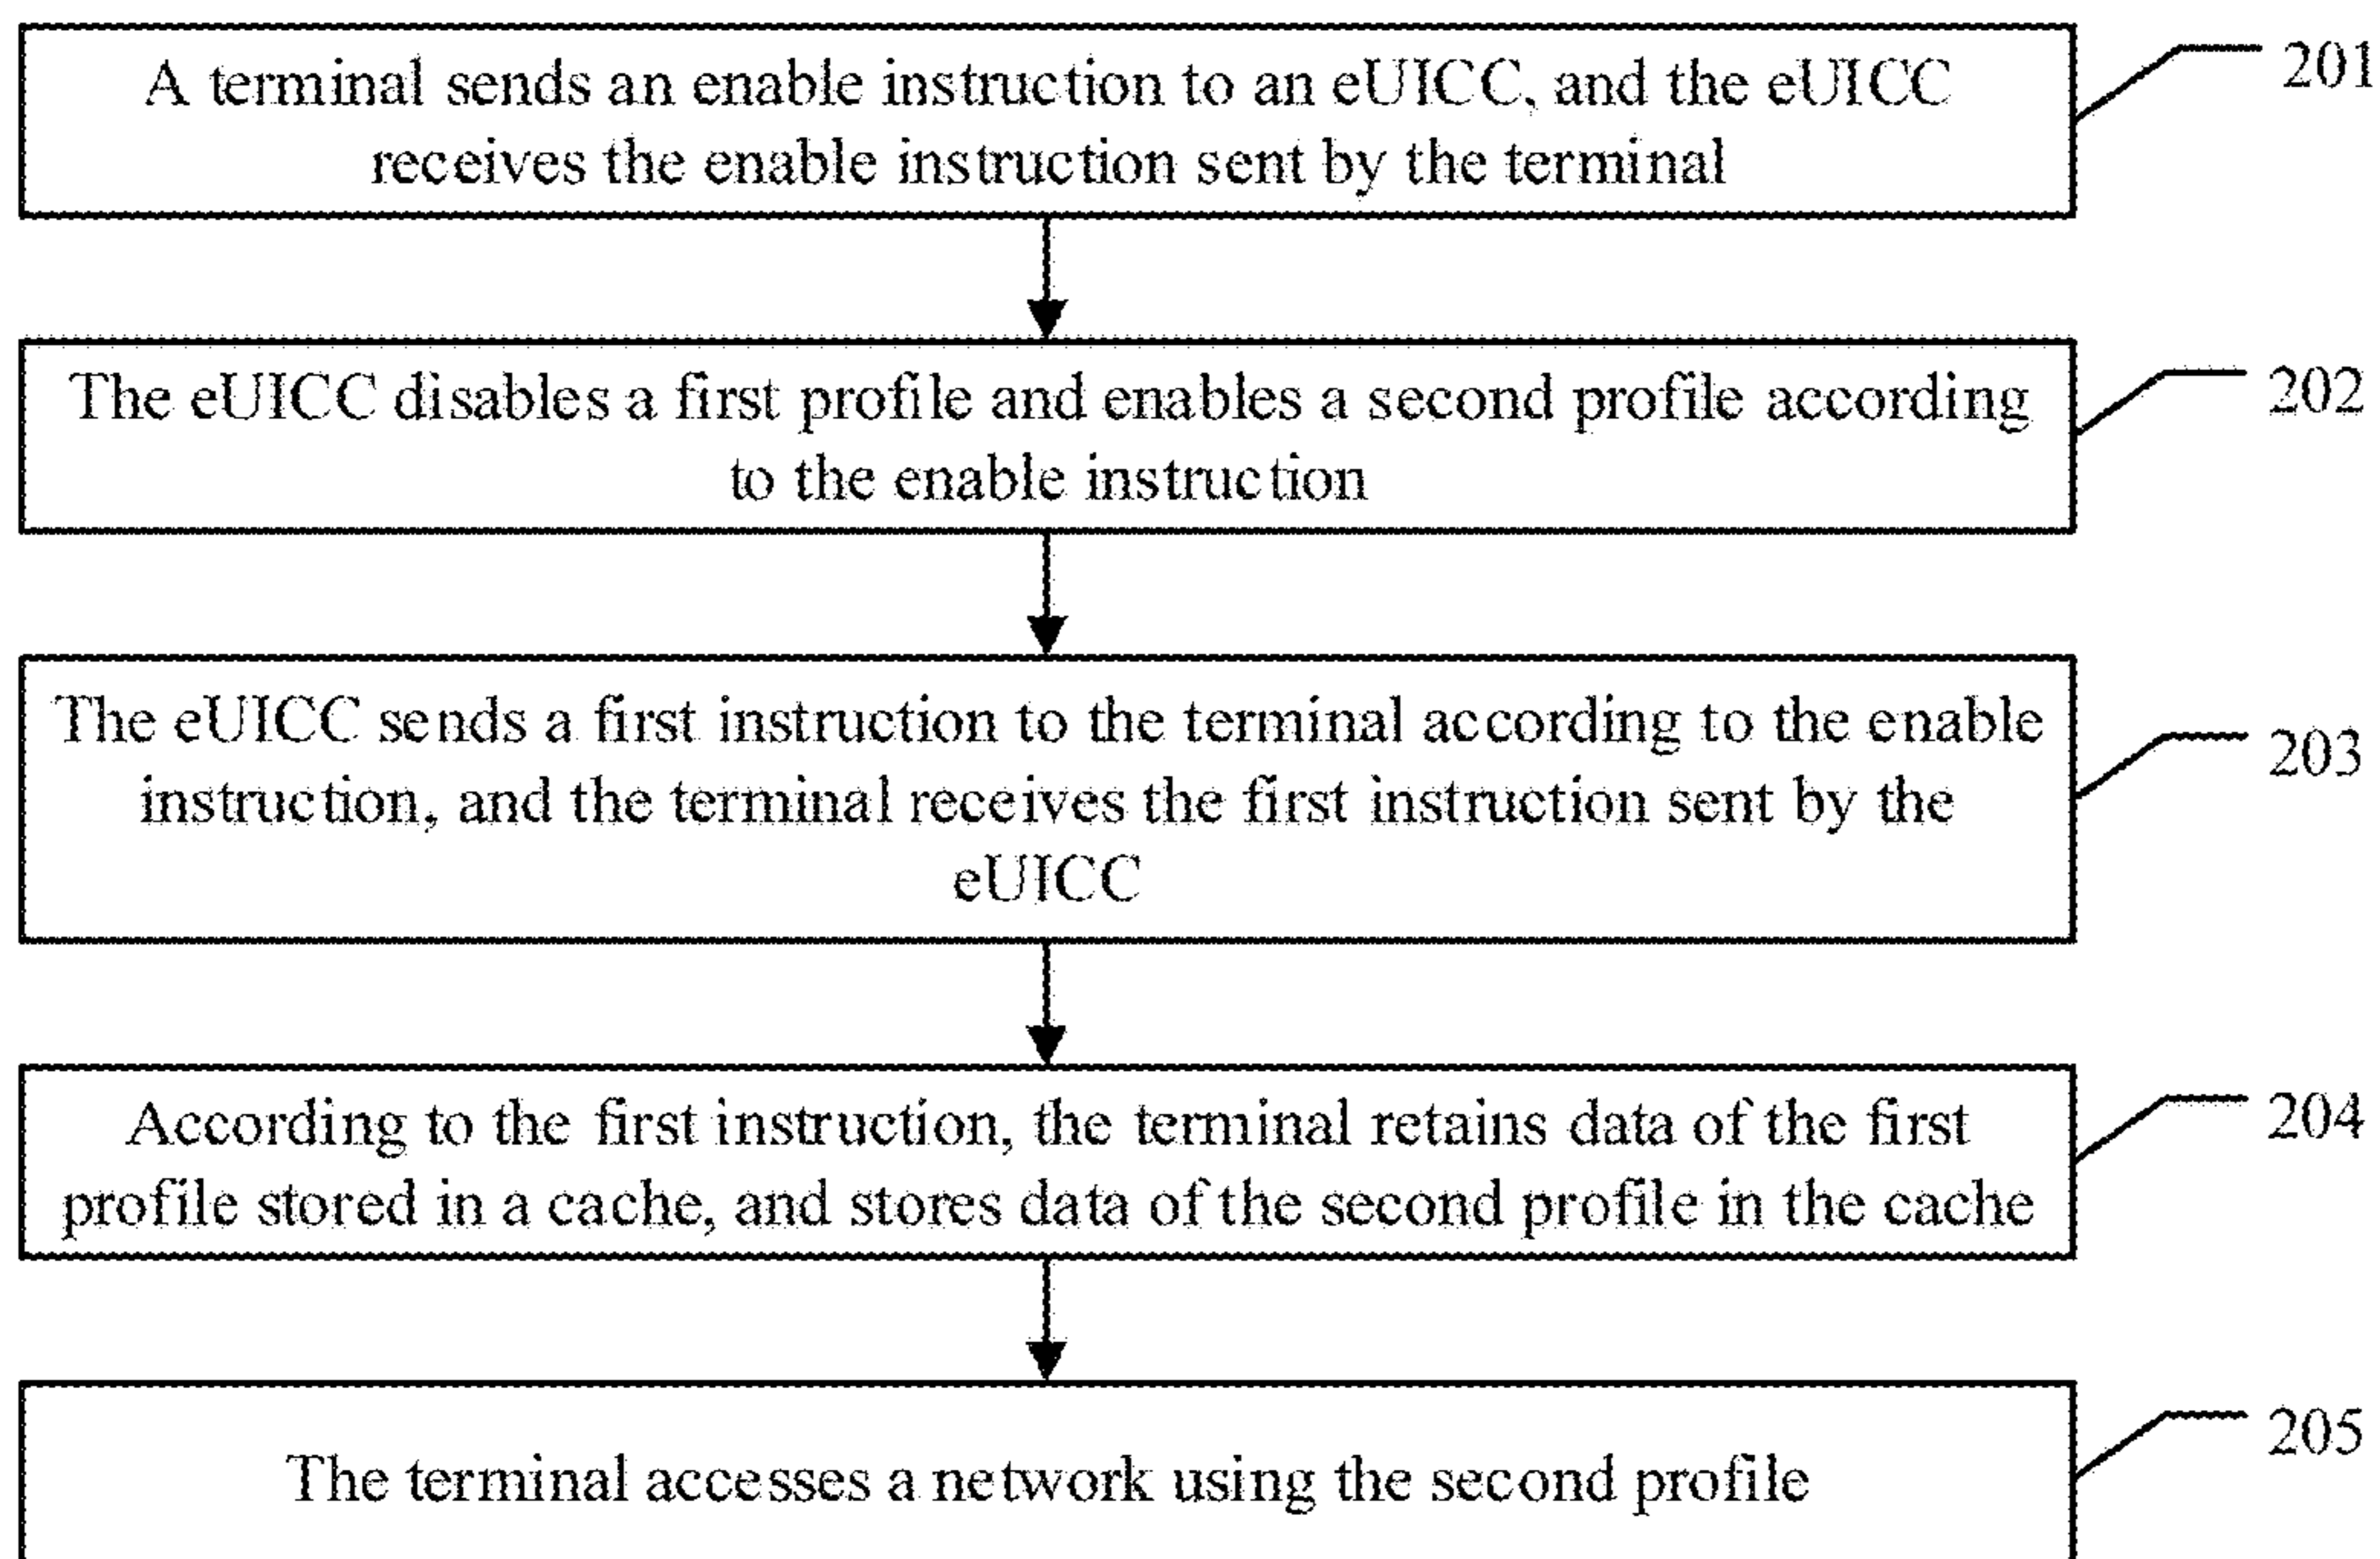 A terminal sends an enable instruction to an eUICC, and the eUICC
receives the enable instruction sent by the terminal
201
The eUICC disables a first profile and enables a second profile according
to the enable instruction
202
The eUICC sends a first instruction to the terminal according to the enable
instruction, and the terminal receives the first instruction sent by the
eUICC
203
According to the first instruction, the terminal retains data of the first
profile stored in a cache, and stores data of the second profile in the cache
204
The terminal accesses a network using the second profile
205